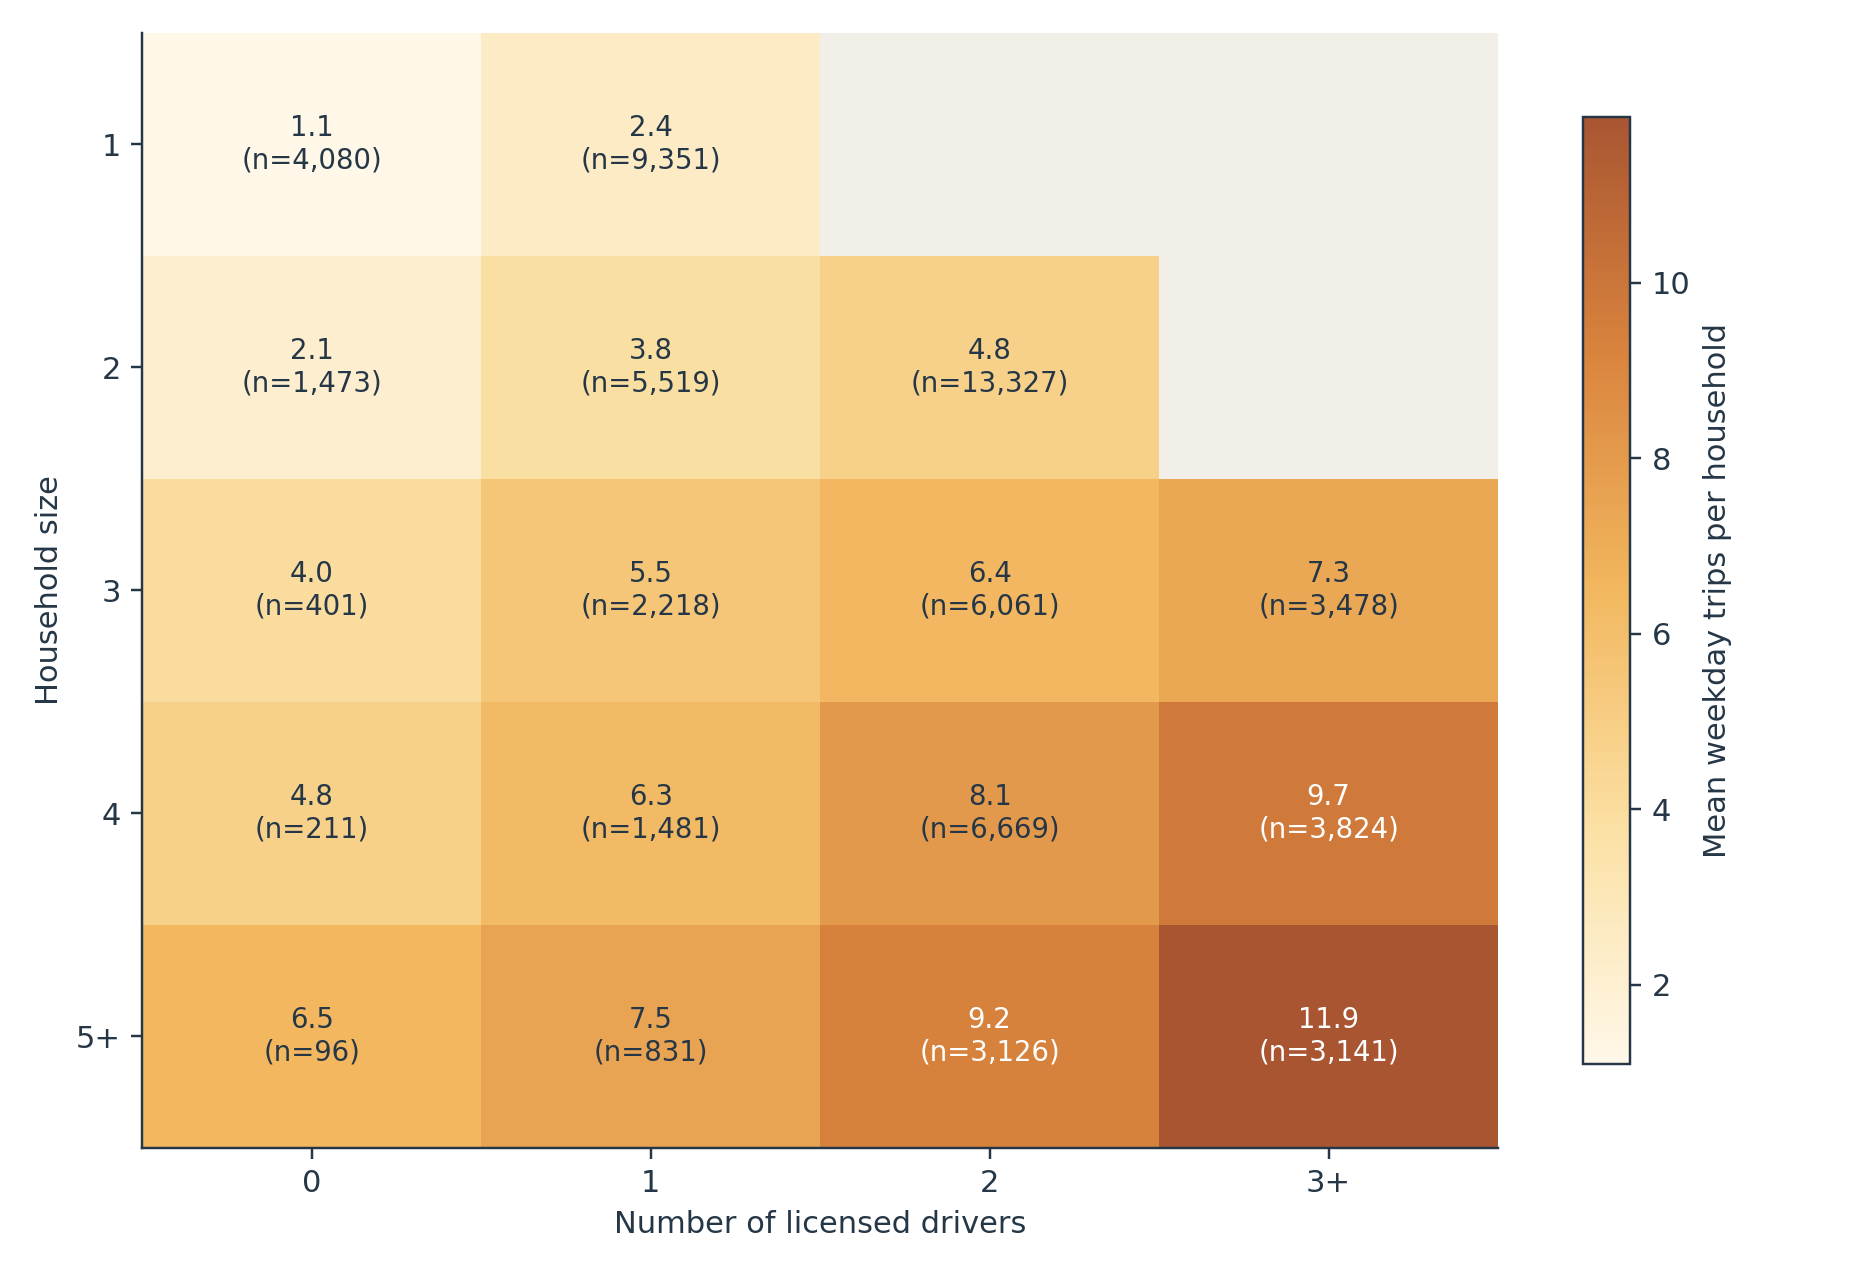 1
1.1
(n=4,080)
2.4
(n=9,351)
2
2.1
(n=1,473)
3.8
(n=5,519)
4.8
(n=13,327)
3
4.0
(n=401)
5.5
(n=2,218)
6.4
(n=6,061)
7.3
(n=3,478)
4
4.8
(n=211)
6.3
(n=1,481)
8.1
(n=6,669)
9.7
(n=3,824)
5+
6.5
(n=96)
7.5
(n=831)
9.2
(n=3,126)
11.9
(n=3,141)
0
1
2
3+
Number of licensed drivers
Household size
10
8
6
4
2
Mean weekday trips per household